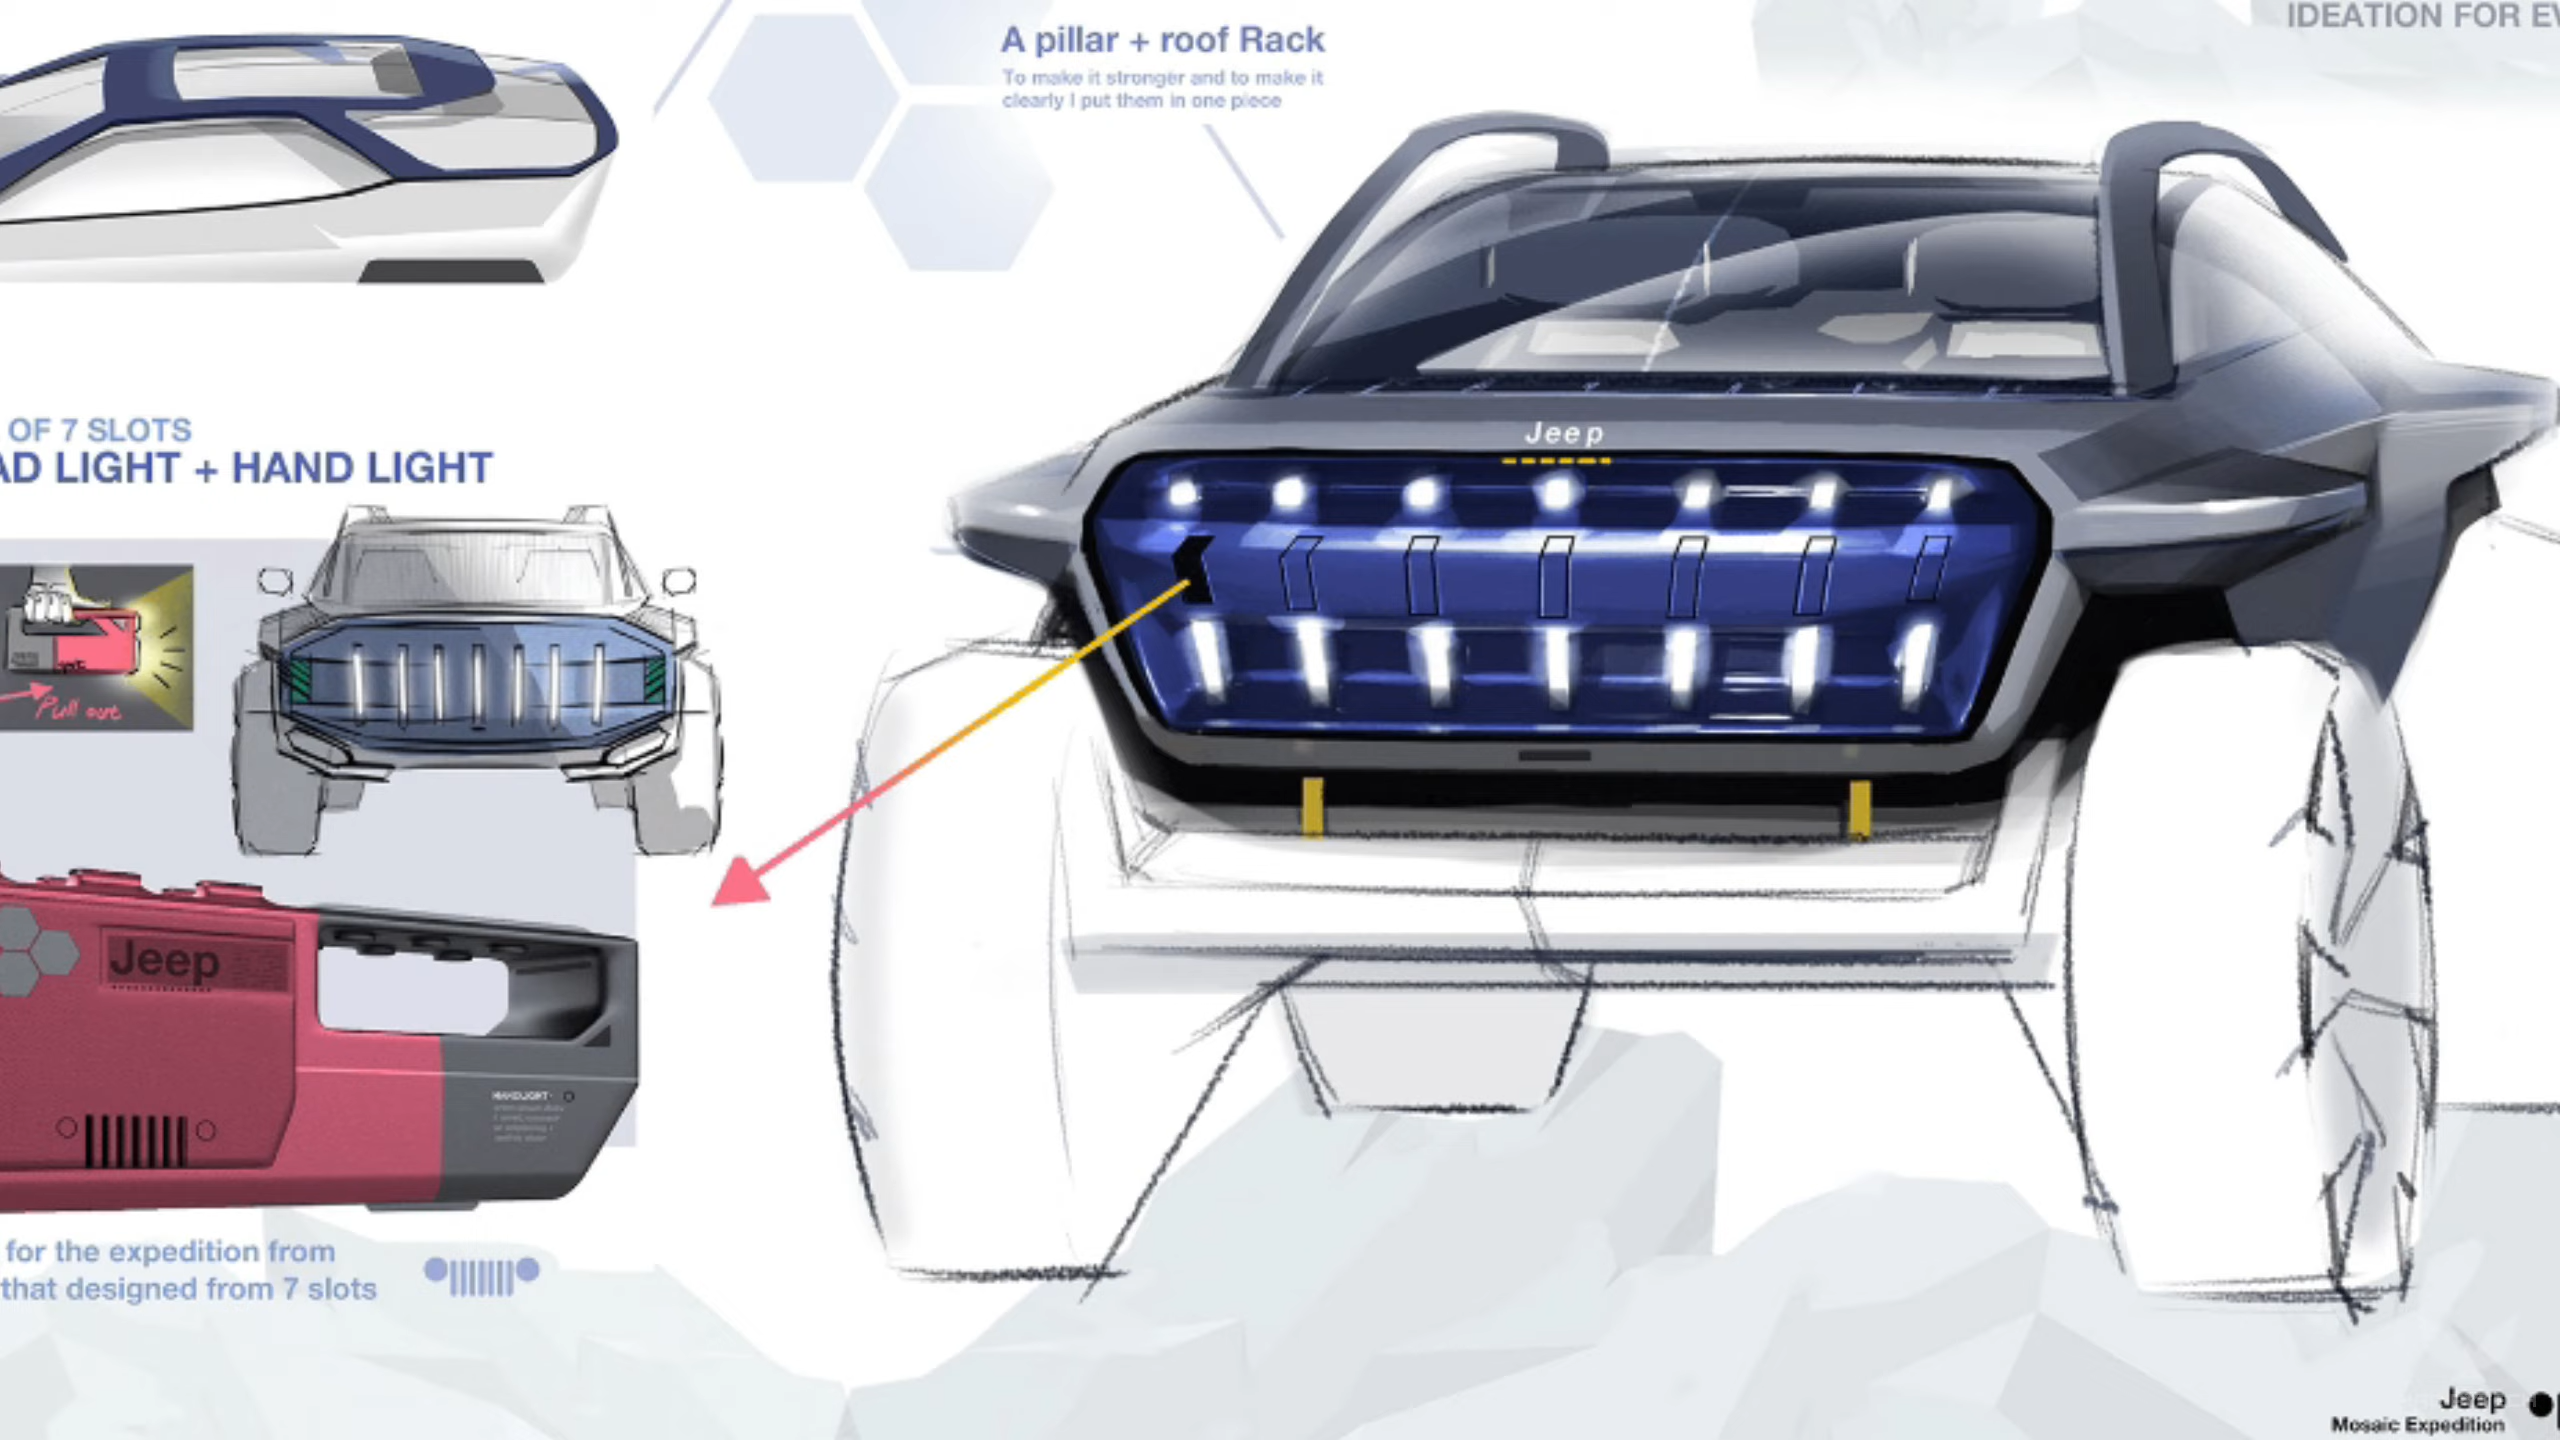 IDEATION FOR EV
A pillar + roof Rack
To make it stronger and to make it
clearly I put them in one piece
OF 7 SLOTS
AD LIGHT + HAND LIGHT
Jeep
Pull out
Jeep
HANDLIGHT
for the expedition from
that designed from 7 slots
Jeep
Mosaic Expedition